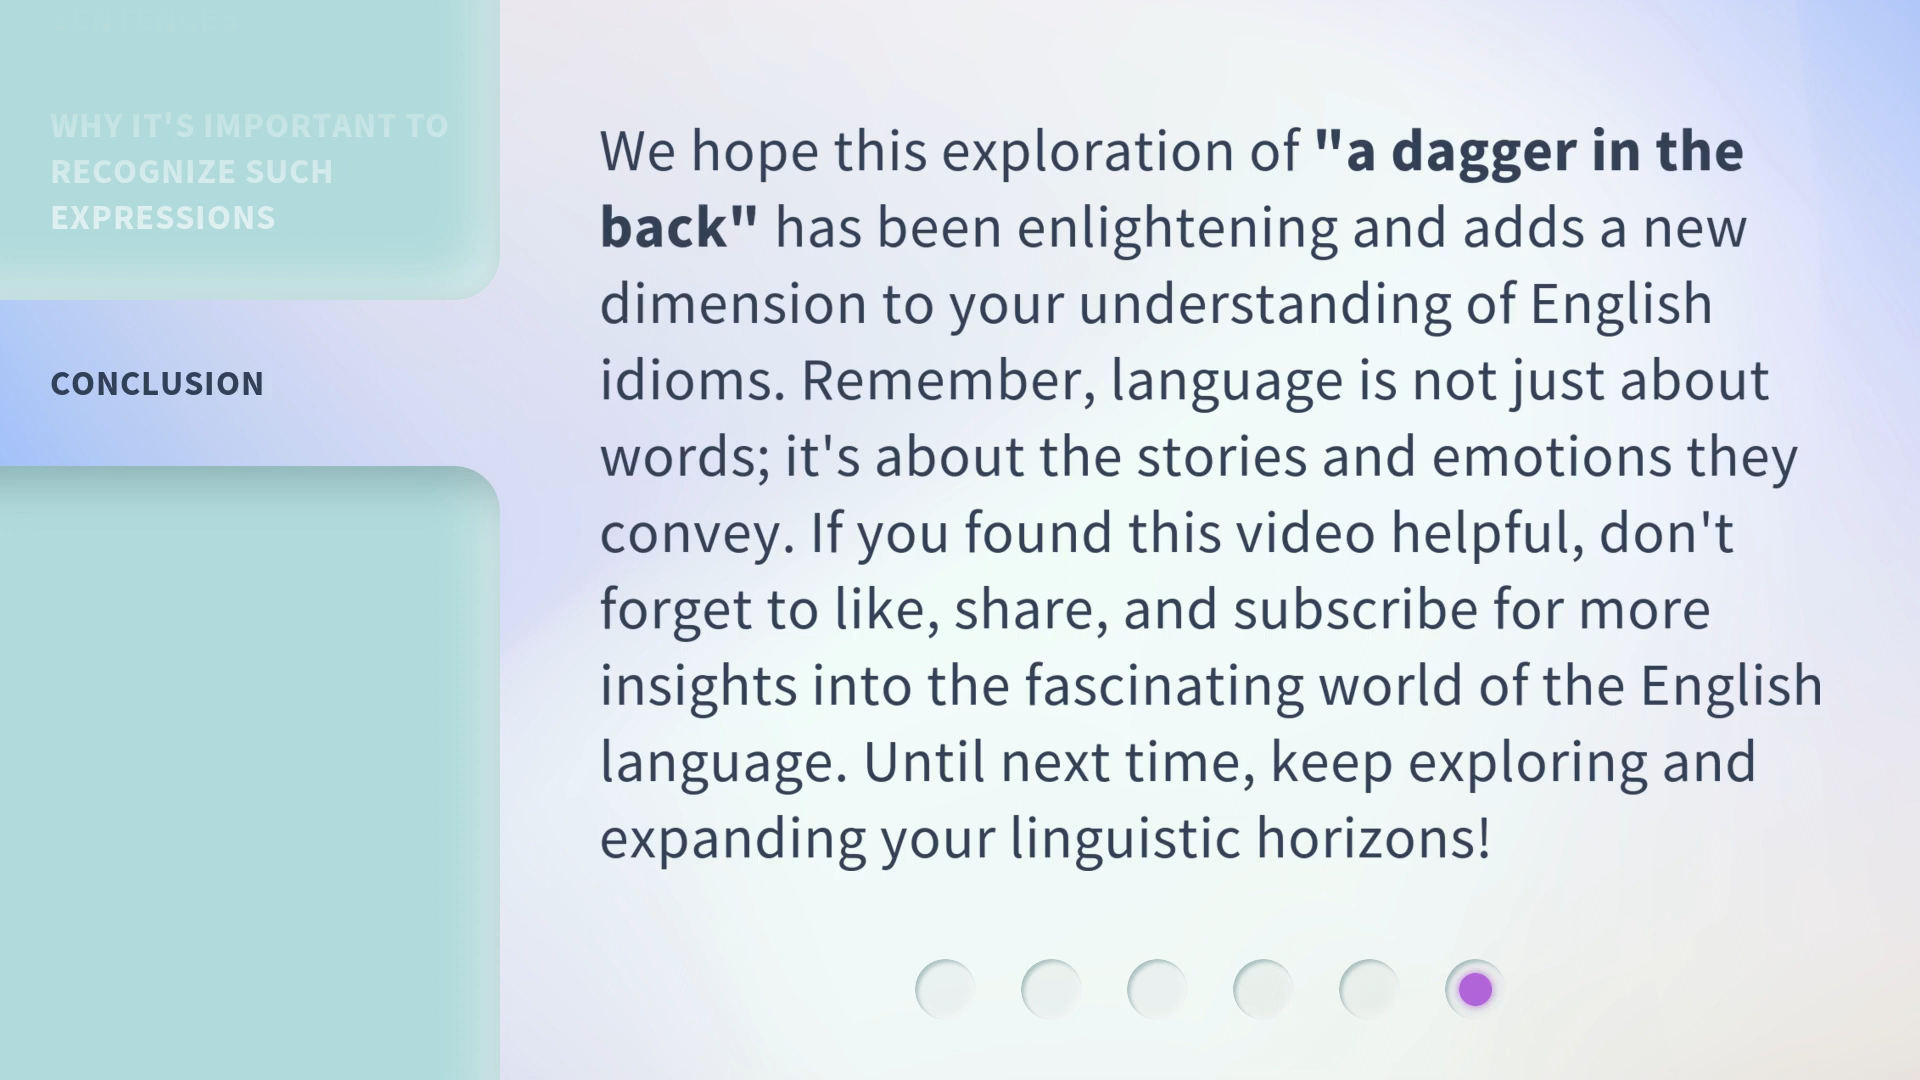 WHY IT'S IMPORTANT TO
RECOGNIZE SUCH
EXPRESSIONS
CONCLUSION
We hope this exploration of "a dagger in the
back" has been enlightening and adds a new
dimension to your understanding of English
idioms. Remember, language is not just about
words; it's about the stories and emotions they
convey. If you found this video helpful, don't
forget to like, share, and subscribe for more
insights into the fascinating world of the English
language. Until next time, keep exploring and
expanding your linguistic horizons!